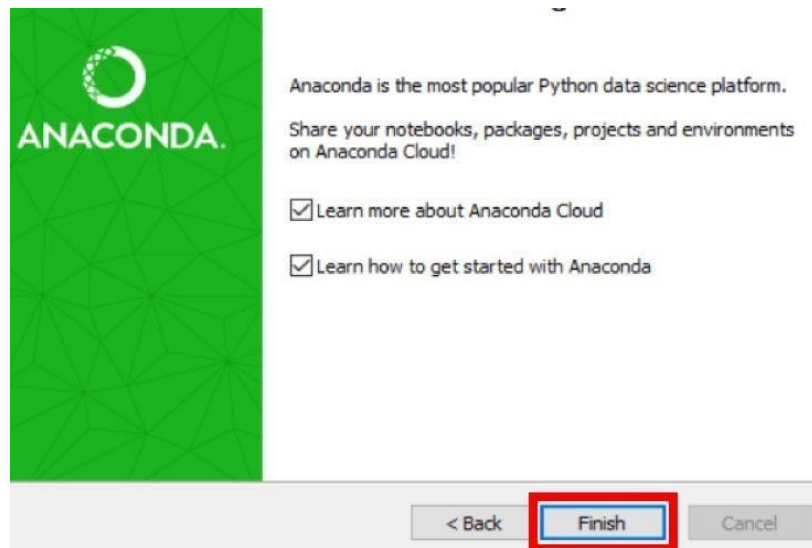 ANACONDA.
Anaconda is the most popular Python data science platform.
Share your notebooks, packages, projects and environments
on Anaconda Cloud!
Learn more about Anaconda Cloud
Learn how to get started with Anaconda
< Back
Finish
Cancel